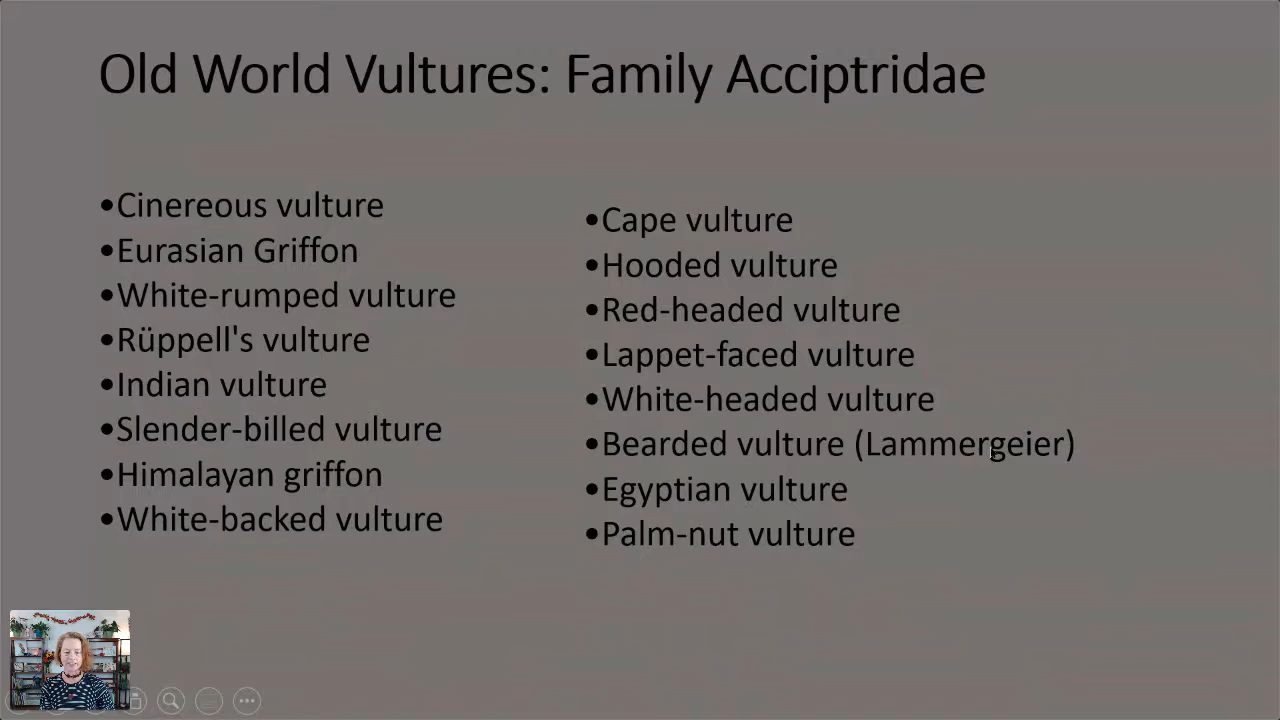 Old World Vultures: Family Acciptridae
•Cinereous vulture
•Eurasian Griffon
•White-rumped vulture
•Rüppell's vulture
•Indian vulture
•Slender-billed vulture
•Himalayan griffon
•White-backed vulture
•Cape vulture
•Hooded vulture
•Red-headed vulture
•Lappet-faced vulture
•White-headed vulture
•Bearded vulture (Lammergeier)
•Egyptian vulture
•Palm-nut vulture